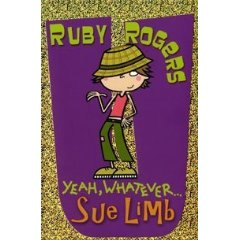 RUBY
ROGERS
YEAH, WHATEVER...
SUE LIMB